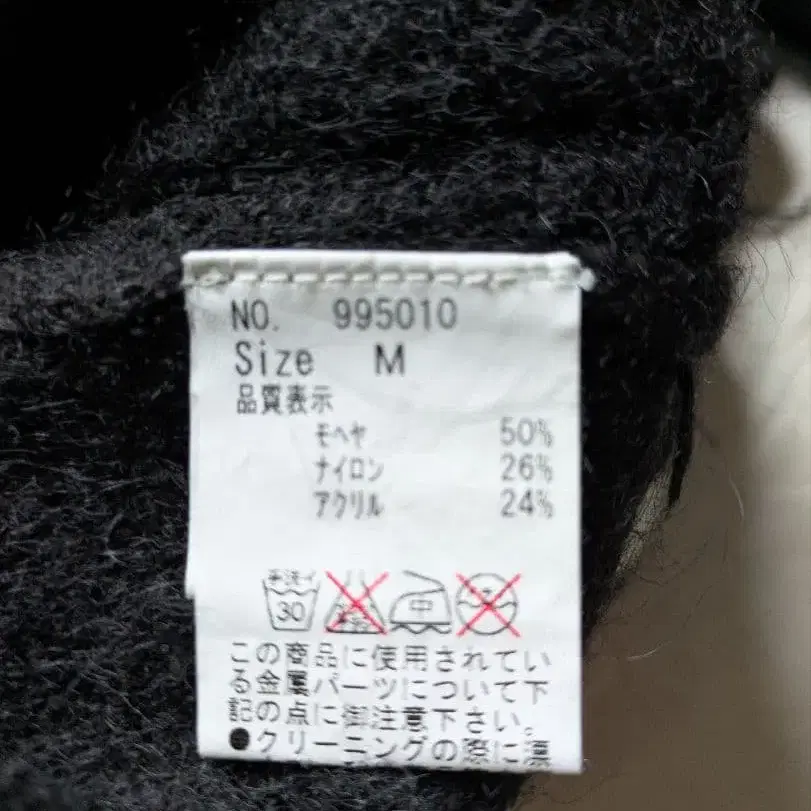 NO. 995010
Size M
品質表示
モヘヤ 50%
ナイロン 26%
アクリル 24%
手洗イ 30 中
この商品に使用されてい
る金属パーツについて下
記の点に御注意下さい。
●クリーニングの際に